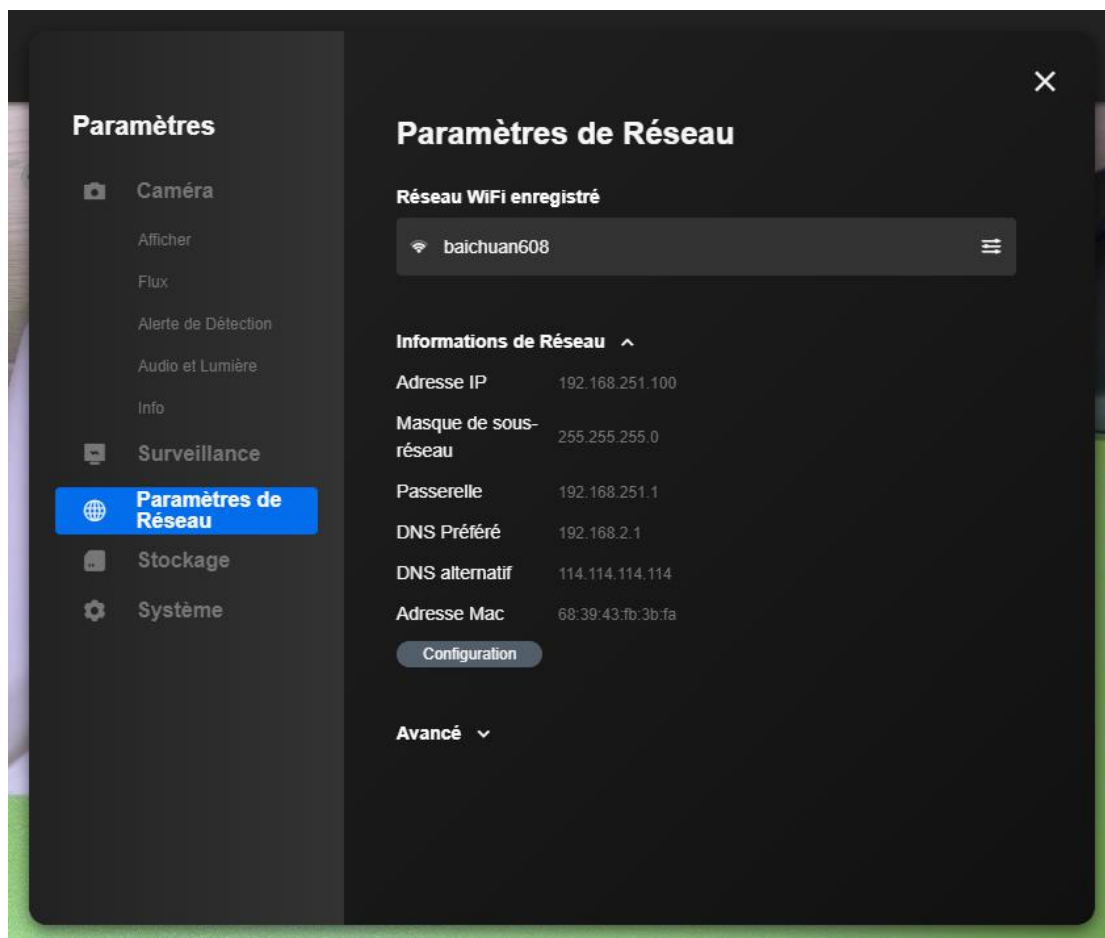 Paramètres
Caméra
Afficher
Flux
Alerte de Détection
Audio et Lumière
Info
Surveillance
Paramètres de
Réseau
Stockage
Système
Paramètres de Réseau
Réseau WiFi enregistré
baichuan608
Informations de Réseau
Adresse IP 192.168.251.100
Masque de sous-
réseau 255.255.255.0
Passerelle 192.168.251.1
DNS Préféré 192.168.2.1
DNS alternatif 114.114.114.114
Adresse Mac 68:39:43:fb:3b:fa
Configuration
Avancé